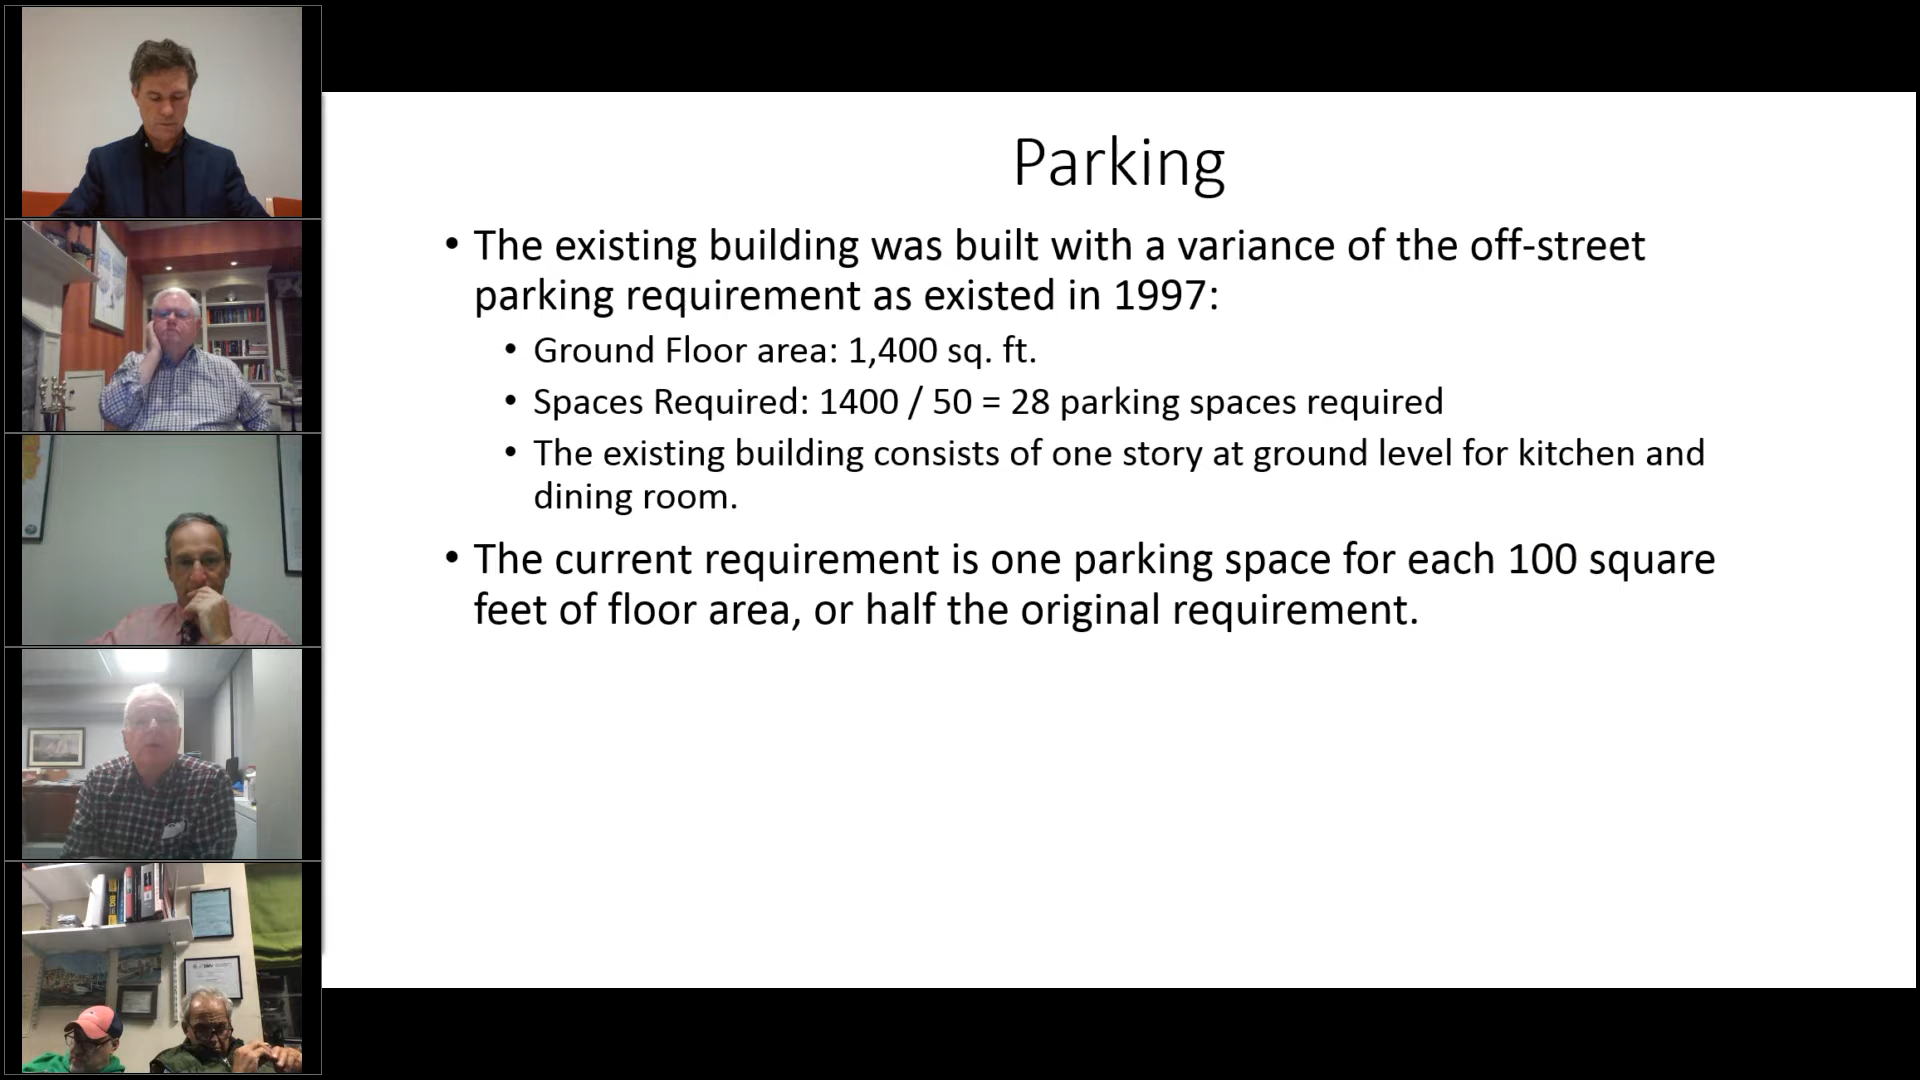 Parking
• The existing building was built with a variance of the off-street
parking requirement as existed in 1997:
• Ground Floor area: 1,400 sq. ft.
• Spaces Required: 1400 / 50 = 28 parking spaces required
• The existing building consists of one story at ground level for kitchen and
dining room.
• The current requirement is one parking space for each 100 square
feet of floor area, or half the original requirement.